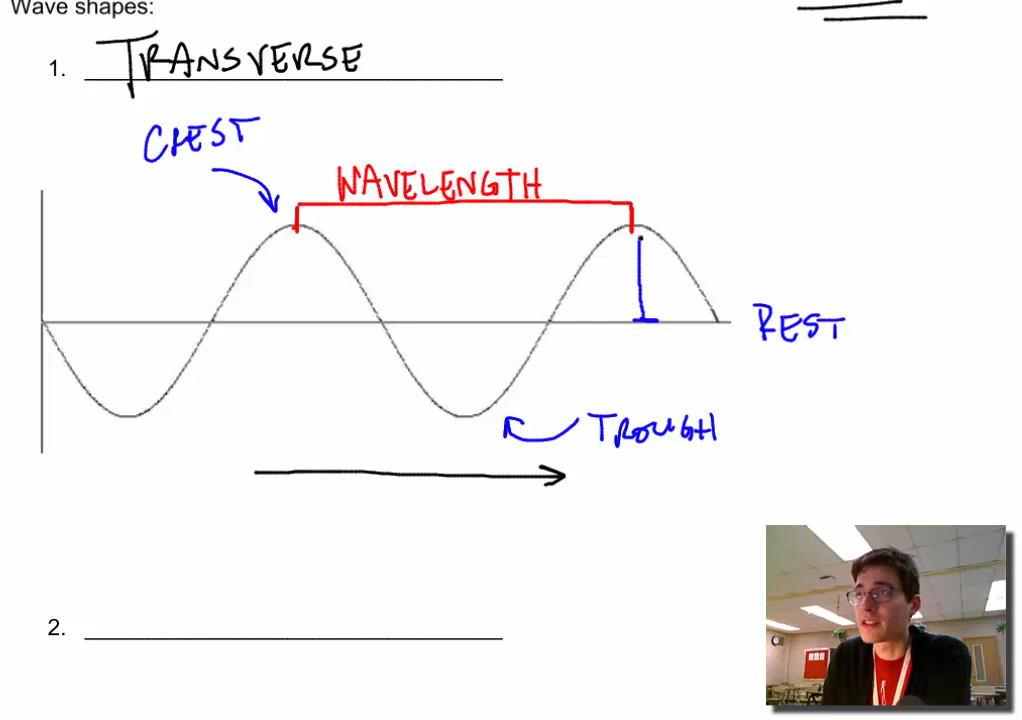 Wave shapes:
1. TRANSVERSE
CREST
WAVELENGTH
REST
TROUGH
2.